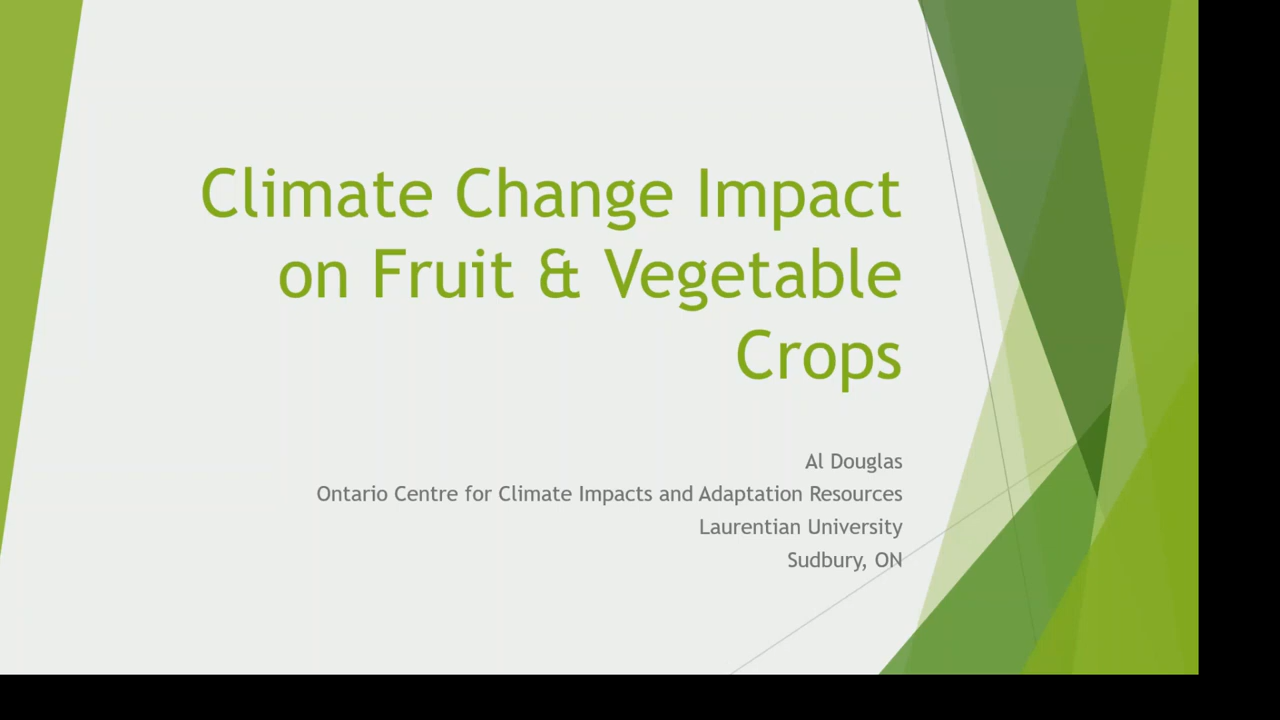 Climate Change Impact
on Fruit & Vegetable
Crops
Al Douglas
Ontario Centre for Climate Impacts and Adaptation Resources
Laurentian University
Sudbury, ON